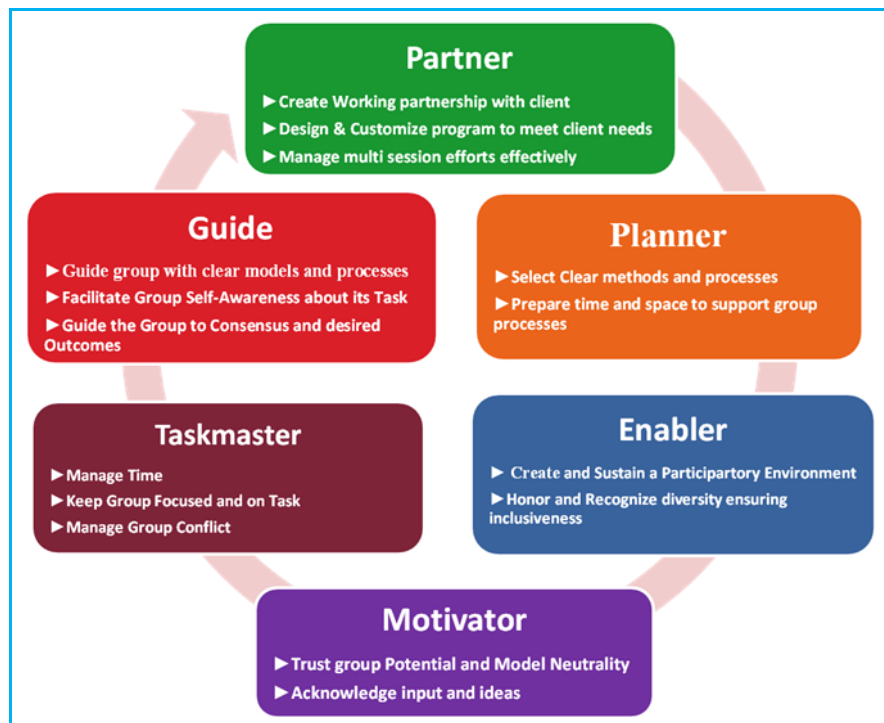 Partner
►Create Working partnership with client
►Design & Customize program to meet client needs
►Manage multi session efforts effectively
Guide
►Guide group with clear models and processes
►Facilitate Group Self-Awareness about its Task
►Guide the Group to Consensus and desired
Outcomes
Planner
►Select Clear methods and processes
►Prepare time and space to support group
processes
Taskmaster
►Manage Time
►Keep Group Focused and on Task
►Manage Group Conflict
Enabler
► Create and Sustain a Participartory Environment
►Honor and Recognize diversity ensuring
inclusiveness
Motivator
►Trust group Potential and Model Neutrality
►Acknowledge input and ideas